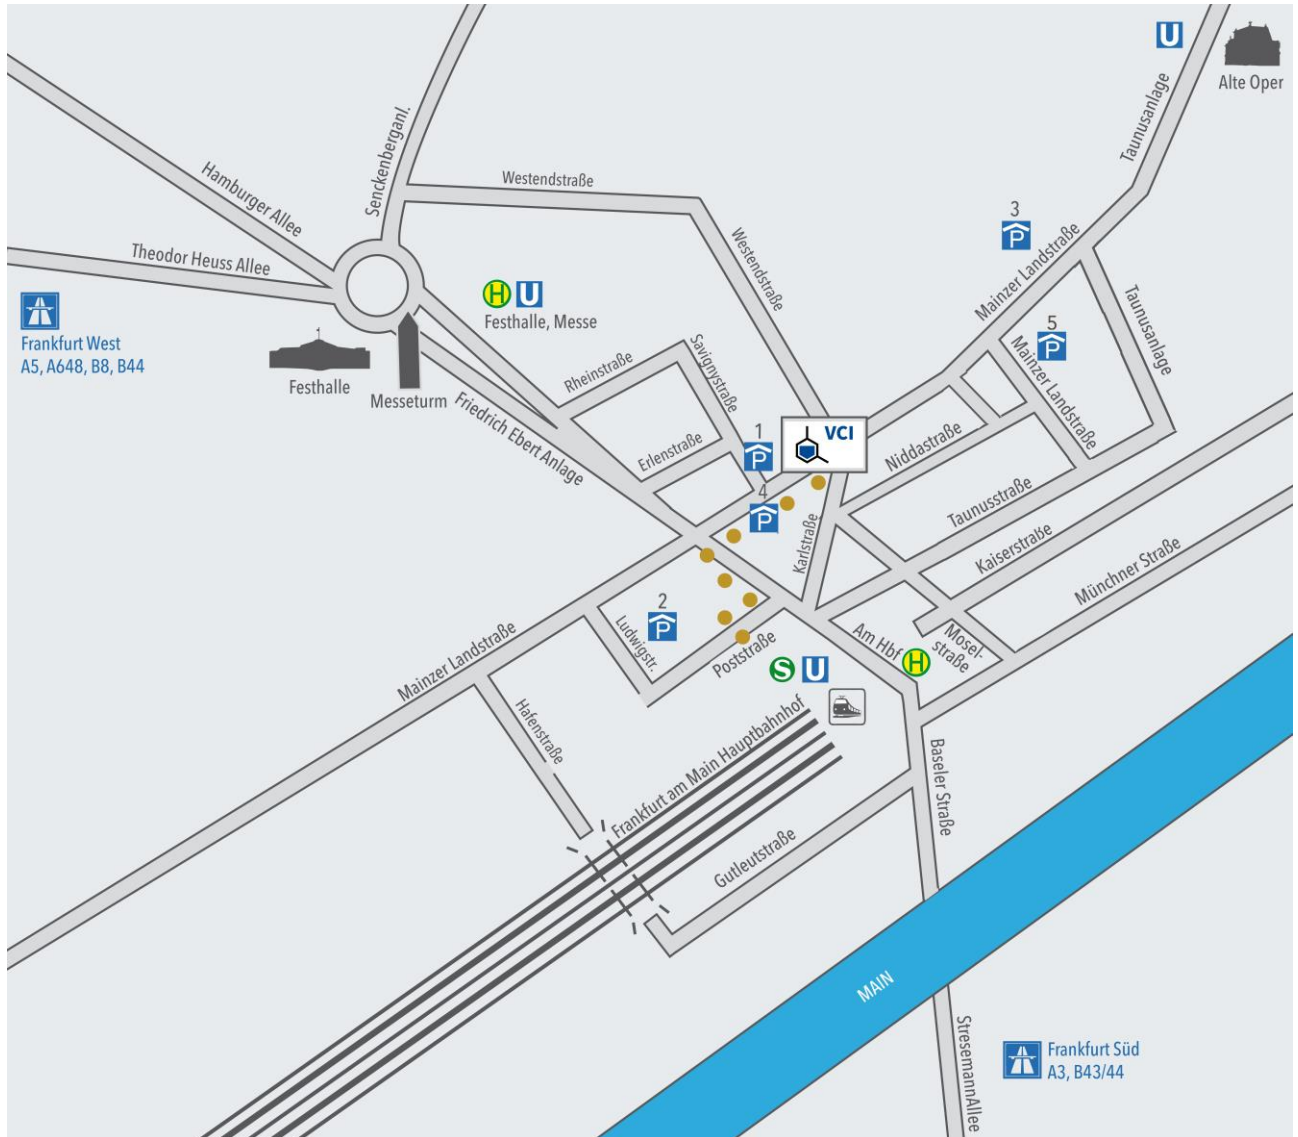 U
Alte Oper
Taunusanlage
Senckenberganl.
Hamburger Allee
Westendstraße
Theodor Heuss Allee
Westendstraße
3
P
Mainzer Landstraße
Taunusanlage
H U
Festhalle, Messe
Frankfurt West
A5, A648, B8, B44
Festhalle
Messeturm
Rheinstraße
Savignystraße
5
P
Mainzer Landstraße
Friedrich Ebert Anlage
Erlenstraße
1
P
VCI
Niddastraße
4
P
Taunusstraße
Karlstraße
Kaiserstraße
Münchner Straße
2
P
Ludwigstr.
Poststraße
Am Hbf
H
Mosel-
straße
Mainzer Landstraße
S U
Hafenstraße
Frankfurt am Main Hauptbahnhof
Baseler Straße
Gutleutstraße
MAIN
StresemannAllee
Frankfurt Süd
A3, B43/44